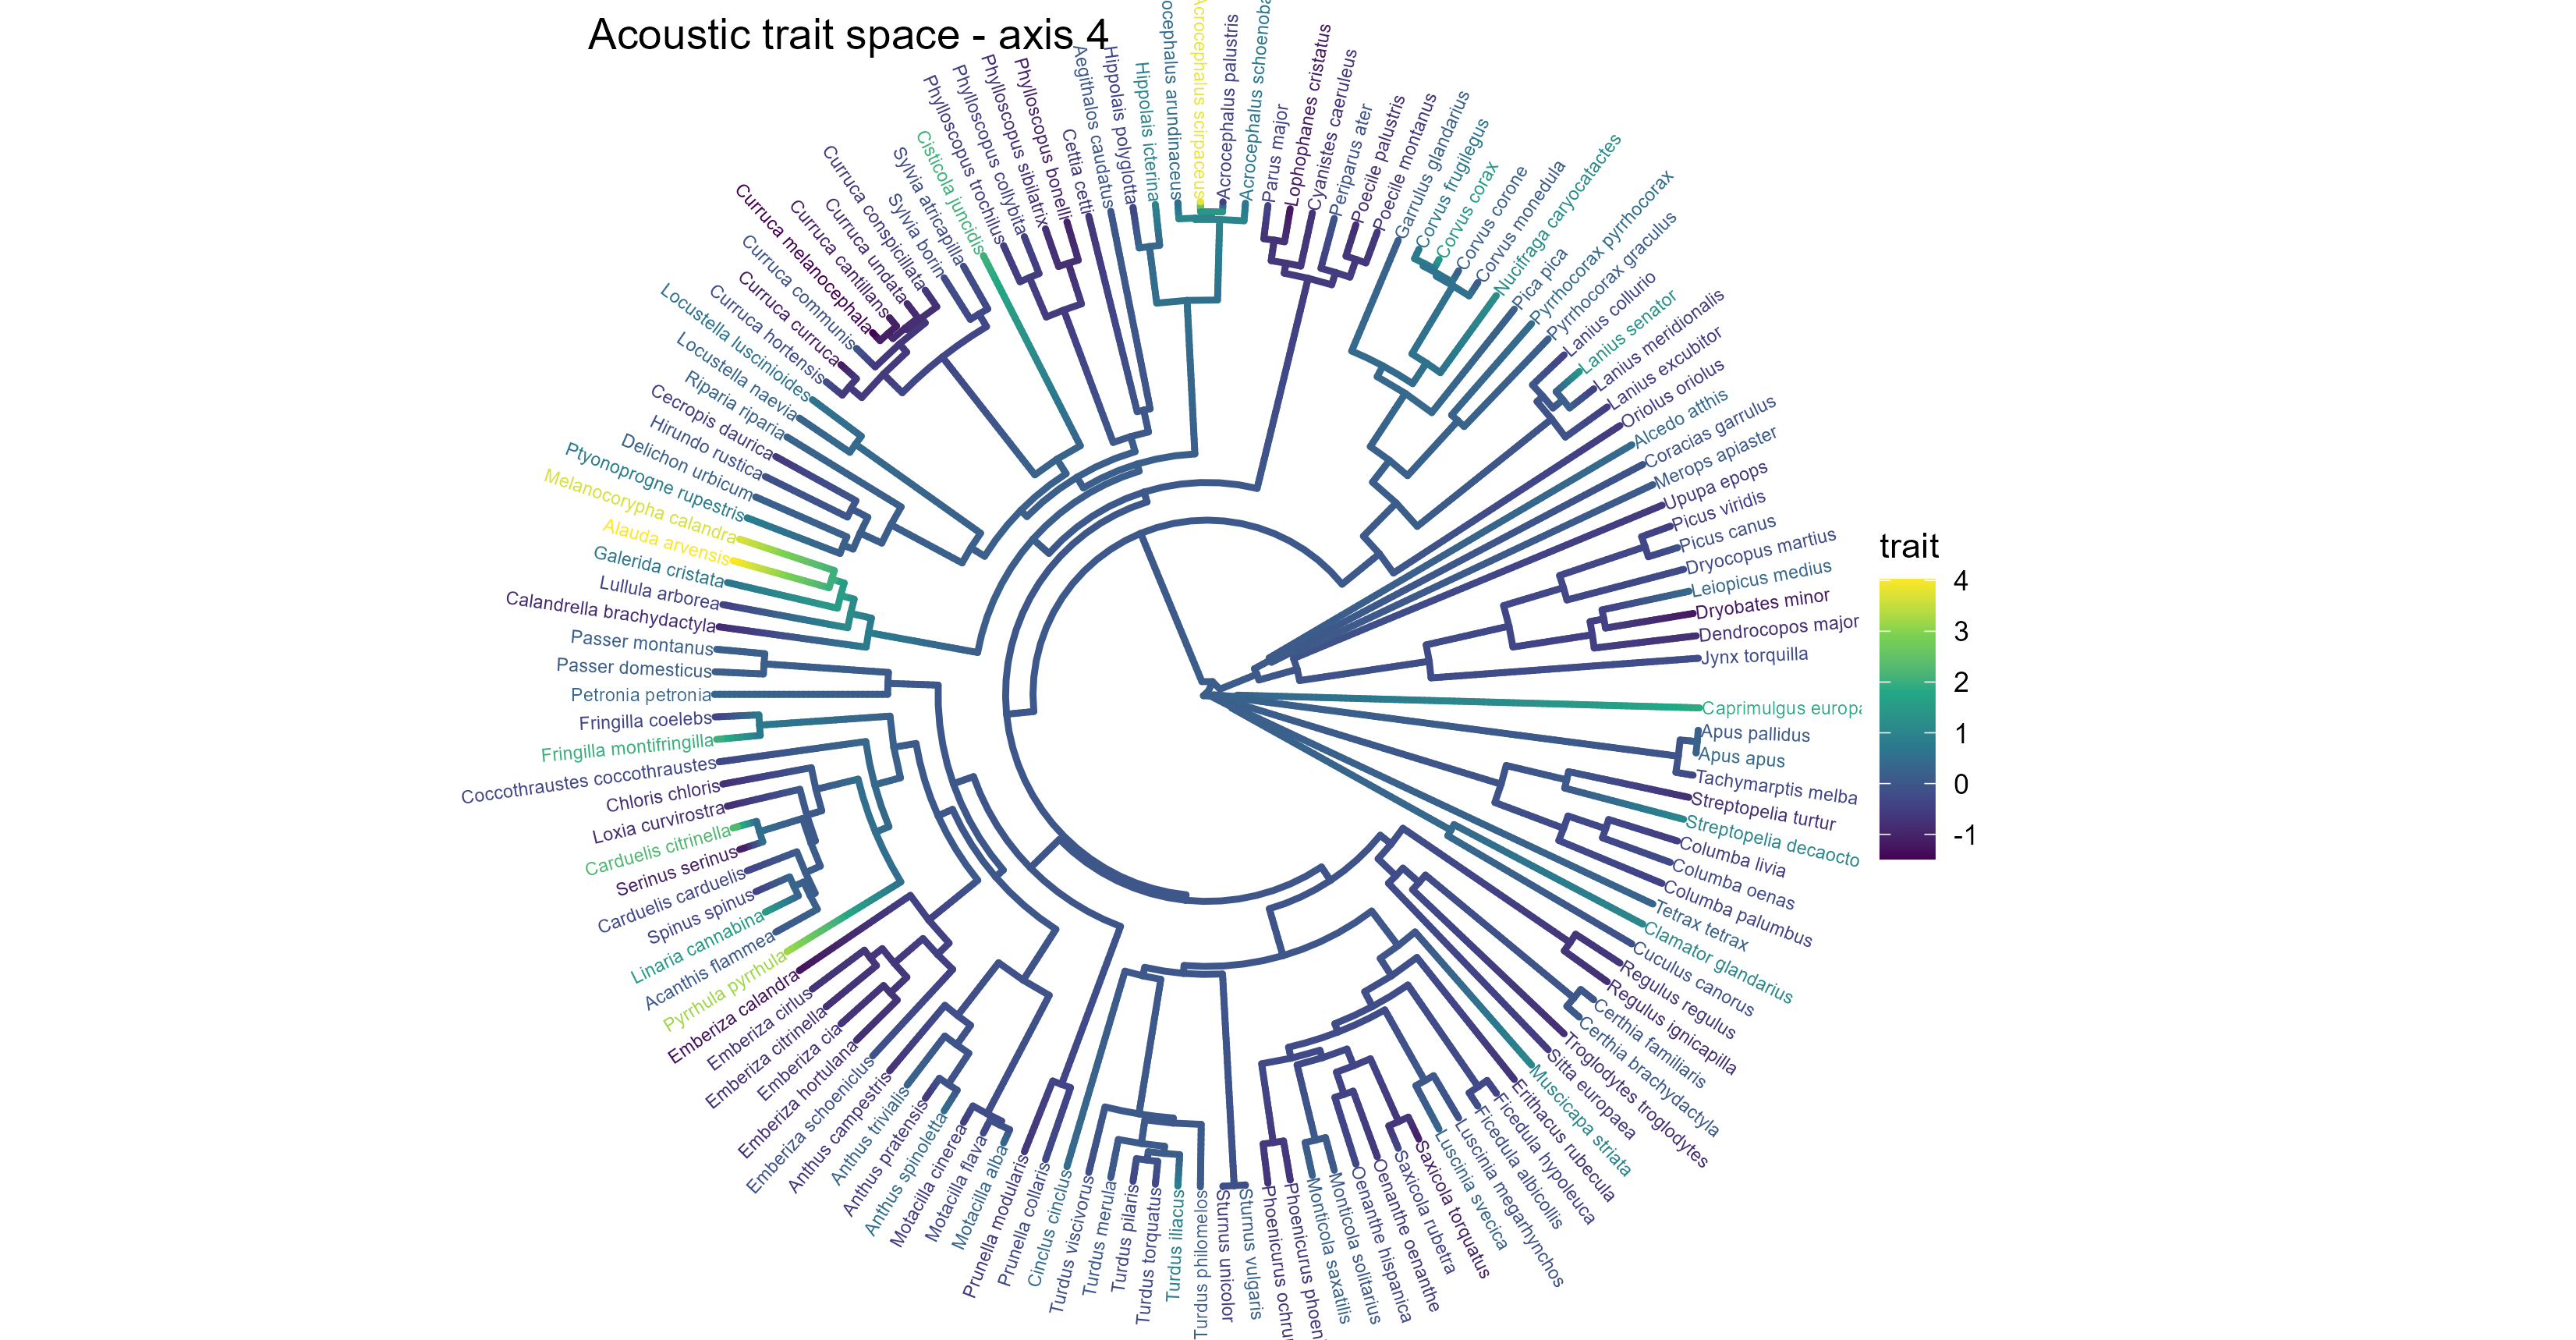 Acoustic trait space - axis 4
Phylloscopus trochilus
Phylloscopus collybita
Phylloscopus sibilatrix
Phylloscopus bonelli
Cettia cetti
Aegithalos caudatus
Hippolais polyglotta
Hippolais icterina
ocephalus arundinaceus
Acrocephalus scirpaceus
Acrocephalus palustris
Acrocephalus schoenoba
Parus major
Lophophanes cristatus
Cyanistes caeruleus
Periparus ater
Poecile palustris
Poecile montanus
Garrulus glandarius
Corvus frugilegus
Corvus corax
Corvus corone
Corvus monedula
Nucifraga caryocatactes
Pica pica
Pyrrhocorax pyrrhocorax
Pyrrhocorax graculus
Lanius collurio
Lanius senator
Lanius meridionalis
Lanius excubitor
Oriolus oriolus
Alcedo atthis
Coracias garrulus
Merops apiaster
Upupa epops
Picus viridis
Picus canus
Dryocopus martius
Leiopicus medius
Dryobates minor
Dendrocopos major
Jynx torquilla
Caprimulgus europa
Apus pallidus
Apus apus
Tachymarptis melba
Streptopelia turtur
Streptopelia decaocto
Columba livia
Columba oenas
Columba palumbus
Tetrax tetrax
Clamator glandarius
Cuculus canorus
Regulus regulus
Regulus ignicapilla
Certhia familiaris
Certhia brachydactyla
Troglodytes troglodytes
Sitta europaea
Muscicapa striata
Erithacus rubecula
Ficedula hypoleuca
Ficedula albicollis
Luscinia megarhynchos
Luscinia svecica
Saxicola torquatus
Saxicola rubetra
Oenanthe oenanthe
Oenanthe hispanica
Monticola solitarius
Monticola saxatilis
Phoenicurus phoen
Phoenicurus ochru
Sturnus vulgaris
Sturnus unicolor
Turdus philomelos
Turdus iliacus
Turdus torquatus
Turdus pilaris
Turdus merula
Turdus viscivorus
Cinclus cinclus
Prunella collaris
Prunella modularis
Motacilla alba
Motacilla flava
Motacilla cinerea
Anthus spinoletta
Anthus pratensis
Anthus trivialis
Anthus campestris
Emberiza schoeniclus
Emberiza hortulana
Emberiza cia
Emberiza citrinella
Emberiza cirlus
Emberiza calandra
Pyrrhula pyrrhula
Acanthis flammea
Linaria cannabina
Spinus spinus
Carduelis carduelis
Serinus serinus
Carduelis citrinella
Loxia curvirostra
Chloris chloris
Coccothraustes coccothraustes
Fringilla montifringilla
Fringilla coelebs
Petronia petronia
Passer domesticus
Passer montanus
Calandrella brachydactyla
Lullula arborea
Galerida cristata
Alauda arvensis
Melanocorypha calandra
Ptyonoprogne rupestris
Delichon urbicum
Hirundo rustica
Cecropis daurica
Riparia riparia
Locustella naevia
Locustella luscinioides
Curruca hortensis
Curruca curruca
Curruca communis
Curruca melanocephala
Curruca cantillans
Curruca undata
Curruca conspicillata
Sylvia borin
Sylvia atricapilla
Cisticola juncidis
trait
4
3
2
1
0
-1